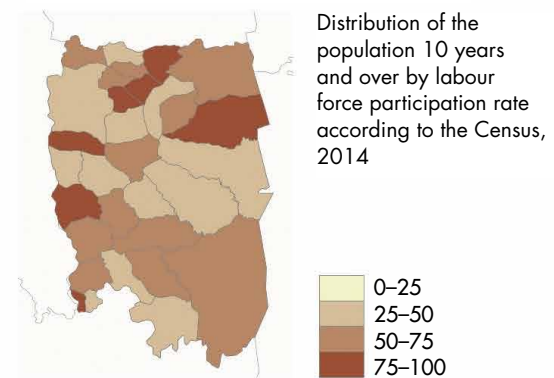 Distribution of the
population 10 years
and over by labour
force participation rate
according to the Census,
2014
0–25
25–50
50–75
75–100